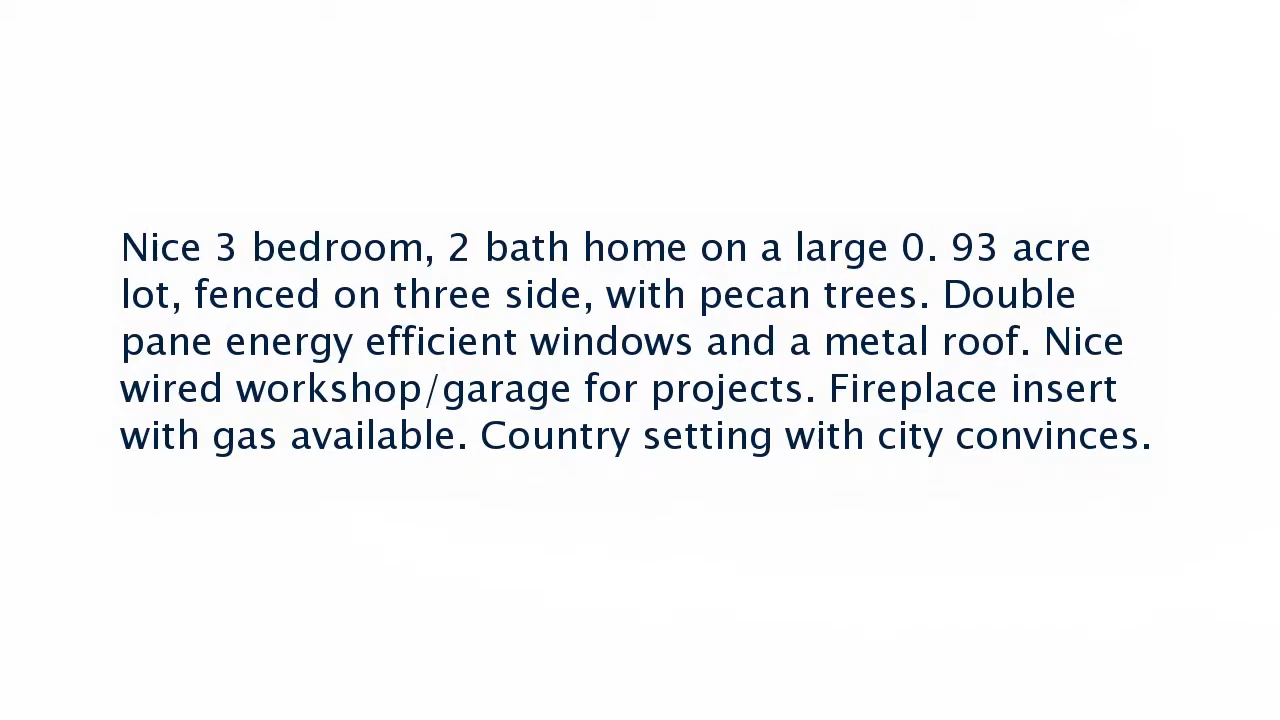 Nice 3 bedroom, 2 bath home on a large 0. 93 acre
lot, fenced on three side, with pecan trees. Double
pane energy efficient windows and a metal roof. Nice
wired workshop/garage for projects. Fireplace insert
with gas available. Country setting with city convinces.